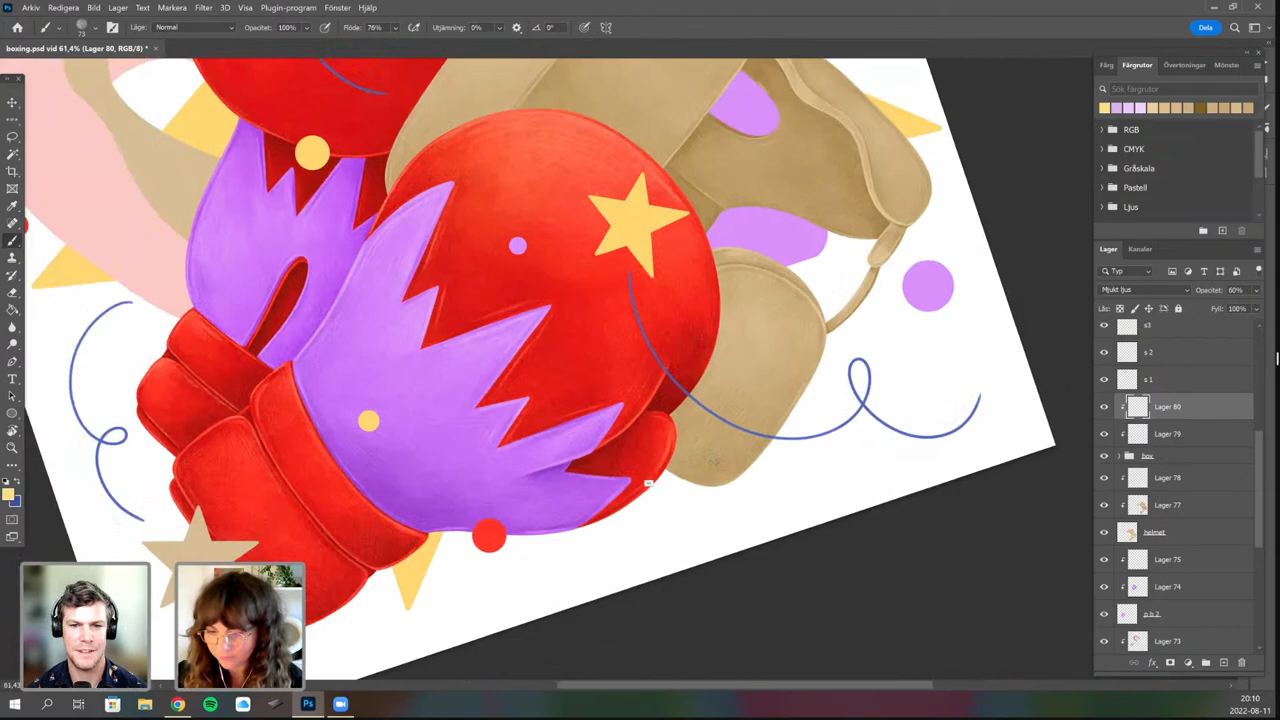 Arkiv Redigera Bild Lager Text Markera Filter 3D Visa Plugin-program Fönster Hjälp
73 Läge: Normal Opacitet: 100% Flöde: 76% Utjämning: 0% 0° Dela
boxing.psd vid 61,4% (Lager 80, RGB/8) * ×
Färg Färgrutor Övertoningar Mönste
Sök färgrutor
RGB
CMYK
Gråskala
Pastell
Ljus
Lager Kanaler
Typ
Mjukt ljus Opacitet: 60%
Lås: Fyll: 100%
s3
s 2
s 1
Lager 80
Lager 79
box
Lager 78
Lager 77
helmet
Lager 75
Lager 74
p b 2
Lager 73
Ps
20:10
2022-08-11